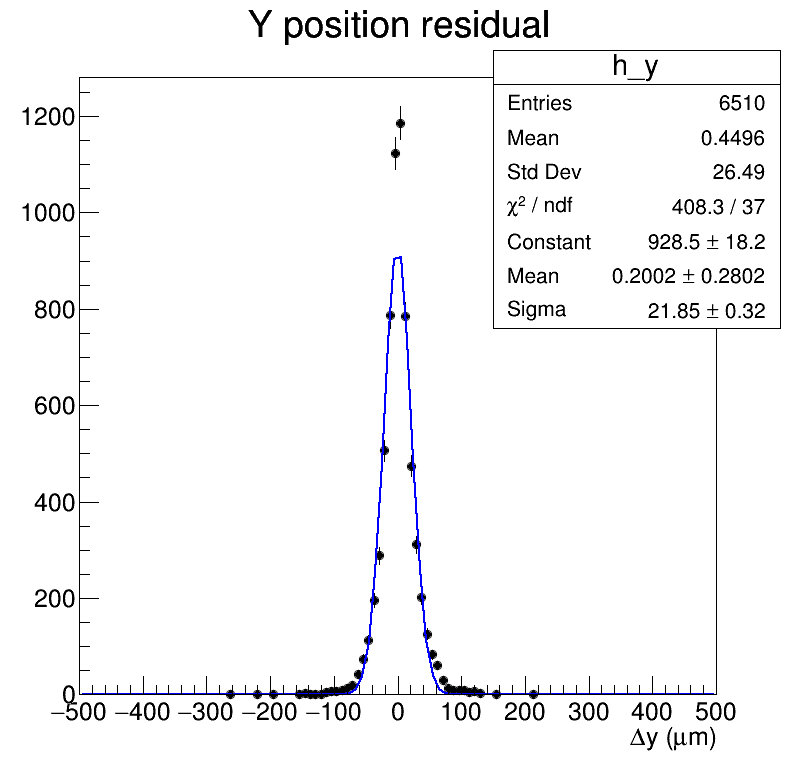 Y position residual
h_y
Entries 6510
Mean 0.4496
Std Dev 26.49
χ² / ndf 408.3 / 37
Constant 928.5 ± 18.2
Mean 0.2002 ± 0.2802
Sigma 21.85 ± 0.32
1200
1000
800
600
400
200
0
−500 −400 −300 −200 −100 0 100 200 300 400 500
Δy (μm)